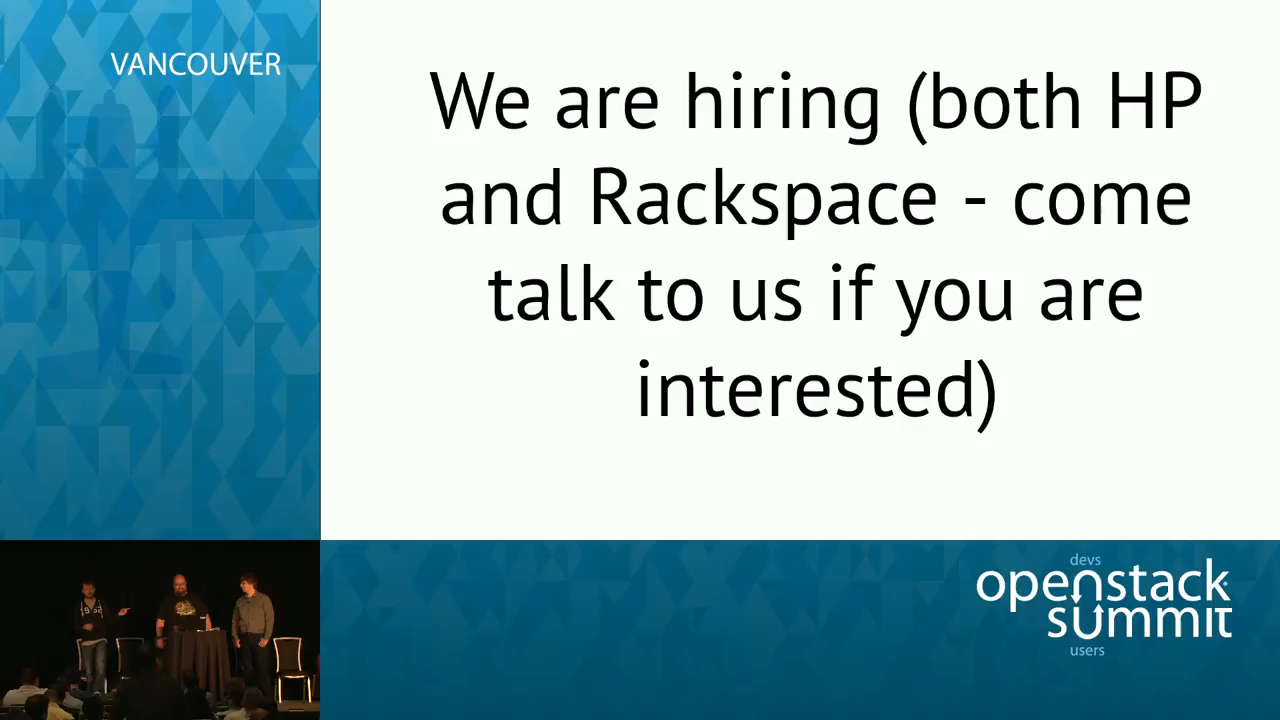 VANCOUVER
We are hiring (both HP
and Rackspace - come
talk to us if you are
interested)
devs
openstack
summit
users